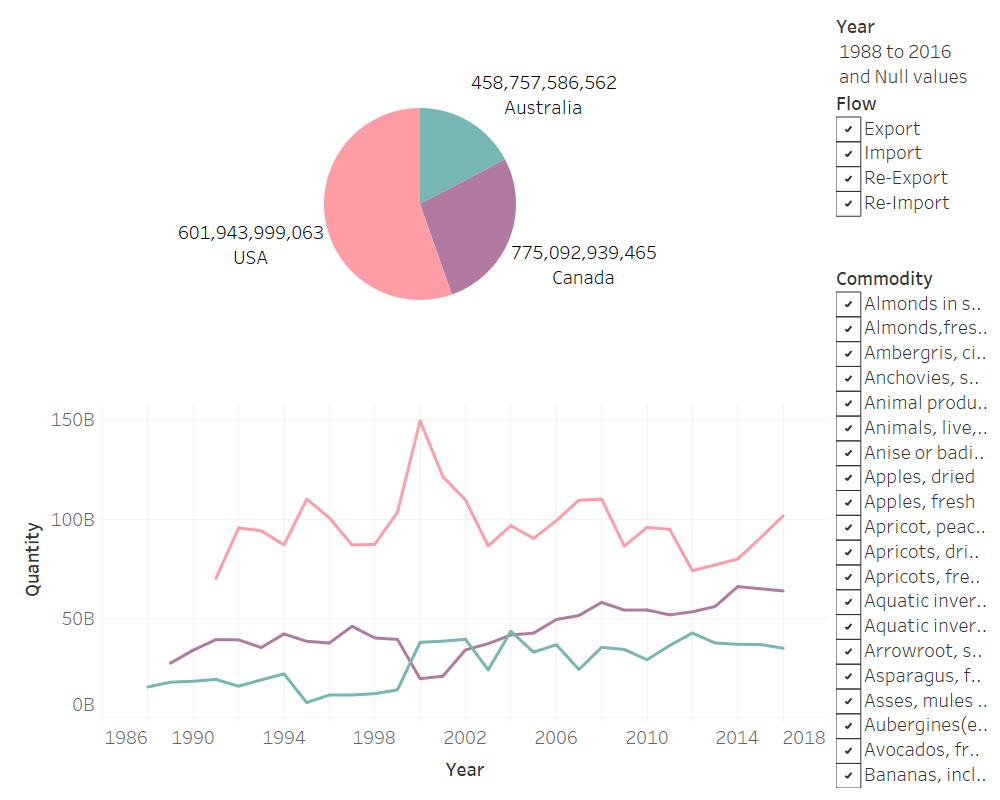 458,757,586,562
Australia
601,943,999,063
USA
775,092,939,465
Canada
150B
100B
50B
0B
Quantity
1986 1990 1994 1998 2002 2006 2010 2014 2018
Year
Year
1988 to 2016
and Null values
Flow
Export
Import
Re-Export
Re-Import
Commodity
Almonds in s..
Almonds,fres..
Ambergris, ci..
Anchovies, s..
Animal produ..
Animals, live,..
Anise or badi..
Apples, dried
Apples, fresh
Apricot, peac..
Apricots, dri..
Apricots, fre..
Aquatic inver..
Aquatic inver..
Arrowroot, s..
Asparagus, f..
Asses, mules ..
Aubergines(e..
Avocados, fr..
Bananas, incl..